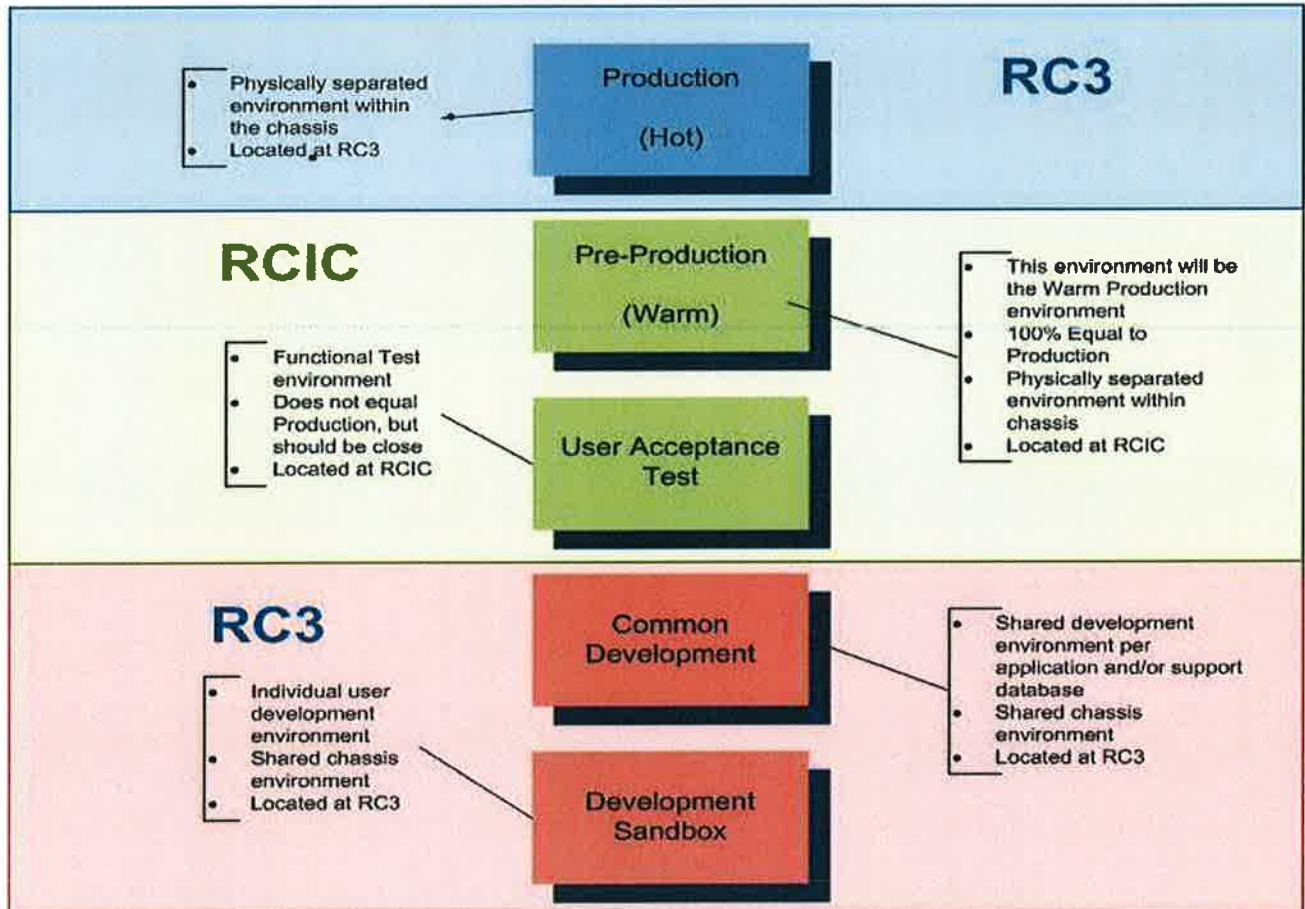 Physically separated
environment within
the chassis
Located at RC3
Production
(Hot)
RC3
RCIC
Pre-Production
(Warm)
This environment will be
the Warm Production
environment
100% Equal to
Production
Physically separated
environment within
chassis
Located at RCIC
Functional Test
environment
Does not equal
Production, but
should be close
Located at RCIC
User Acceptance
Test
RC3
Common
Development
Shared development
environment per
application and/or support
database
Shared chassis
environment
Located at RC3
Individual user
development
environment
Shared chassis
environment
Located at RC3
Development
Sandbox